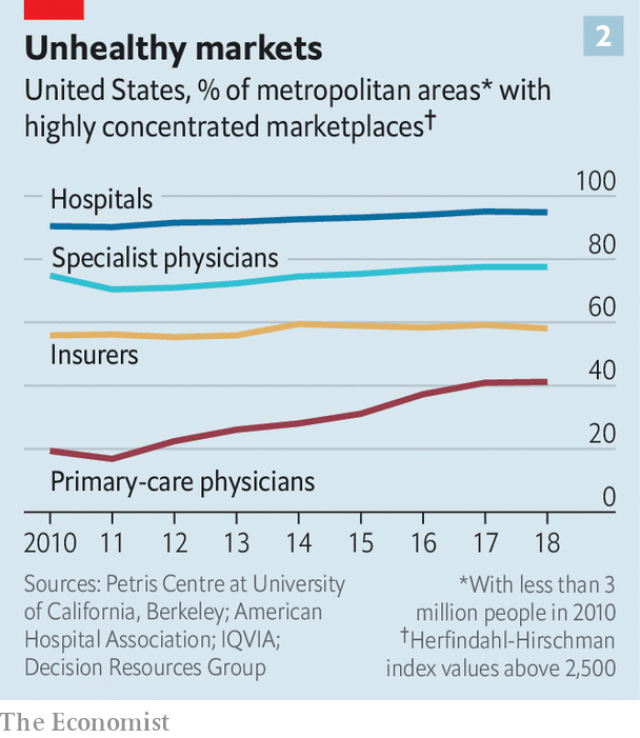 2
Unhealthy markets
United States, % of metropolitan areas* with
highly concentrated marketplaces†
100
Hospitals
80
Specialist physicians
60
Insurers
40
20
Primary-care physicians
0
2010 11 12 13 14 15 16 17 18
Sources: Petris Centre at University
of California, Berkeley; American
Hospital Association; IQVIA;
Decision Resources Group
*With less than 3
million people in 2010
†Herfindahl-Hirschman
index values above 2,500
The Economist